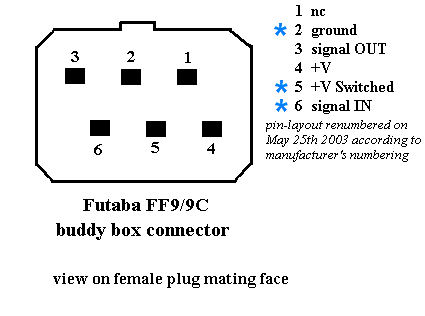 1 nc
* 2 ground
3 signal OUT
4 +V
* 5 +V Switched
* 6 signal IN
pin-layout renumbered on
May 25th 2003 according to
manufacturer's numbering
3 2 1
6 5 4
Futaba FF9/9C
buddy box connector
view on female plug mating face